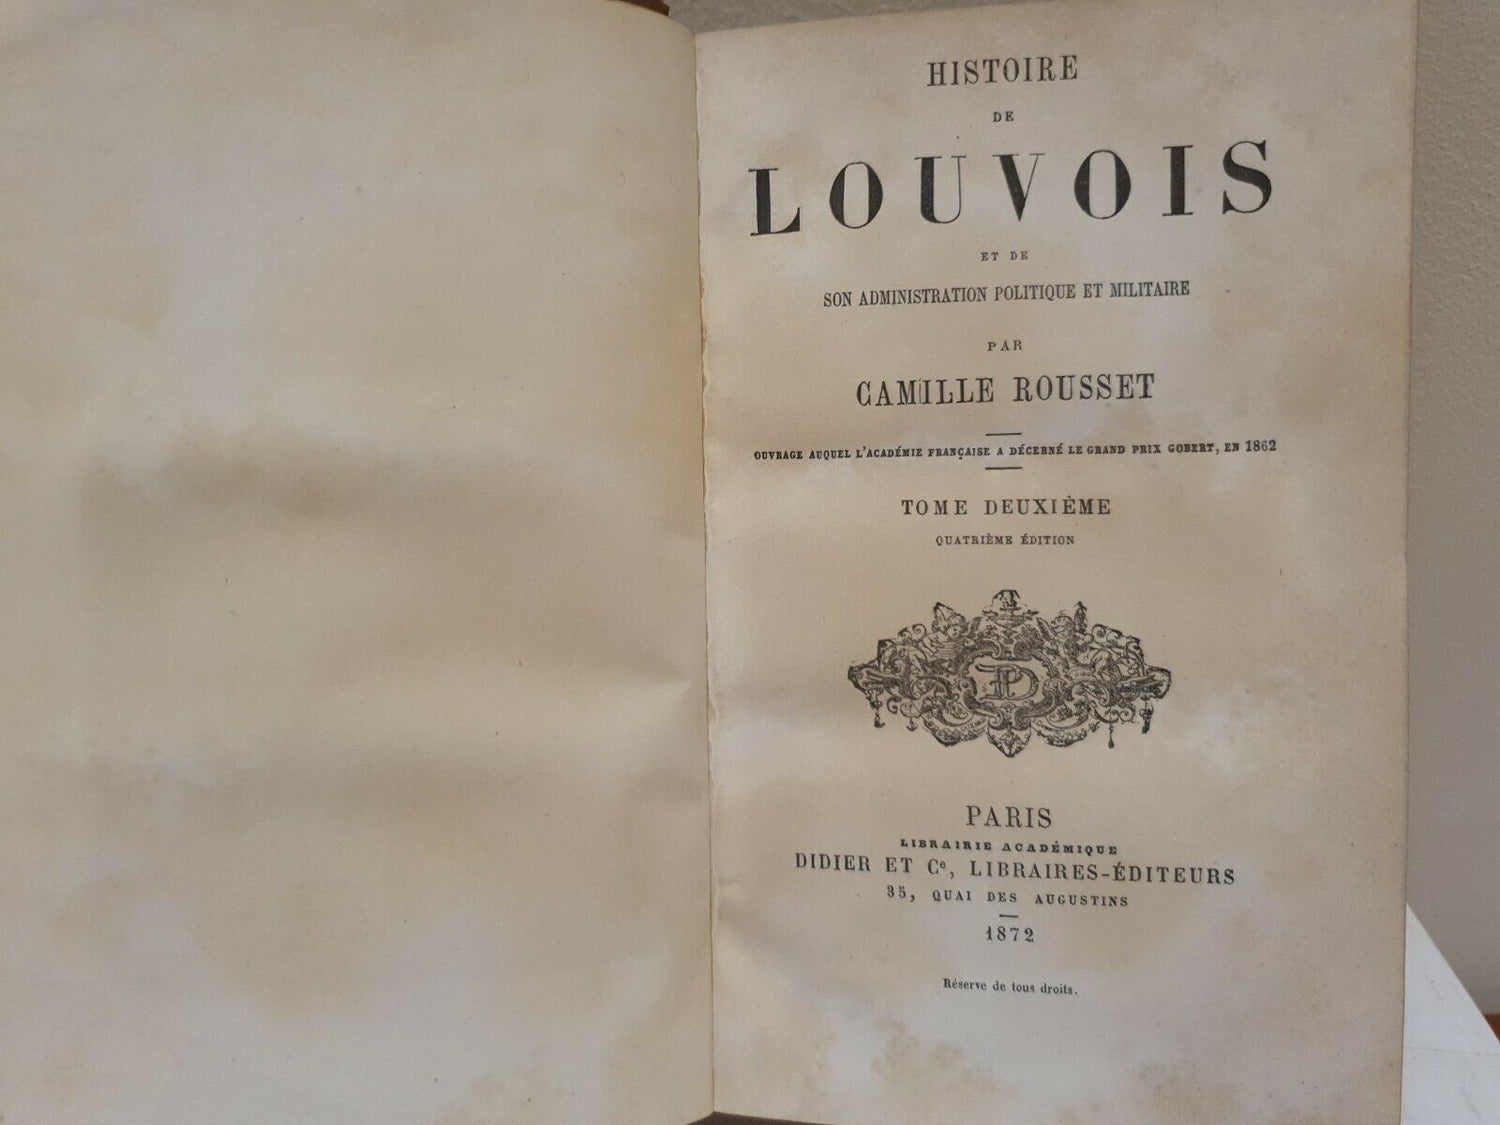 HISTOIRE
DE
LOUVOIS
ET DE
SON ADMINISTRATION POLITIQUE ET MILITAIRE
PAR
CAMILLE ROUSSET
OUVRAGE AUQUEL L'ACADÉMIE FRANÇAISE A DÉCERNÉ LE GRAND PRIX GOBERT, EN 1862
TOME DEUXIÈME
QUATRIÈME ÉDITION
PARIS
LIBRAIRIE ACADÉMIQUE
DIDIER ET Cᵉ, LIBRAIRES-ÉDITEURS
35, QUAI DES AUGUSTINS
1872
Réserve de tous droits.